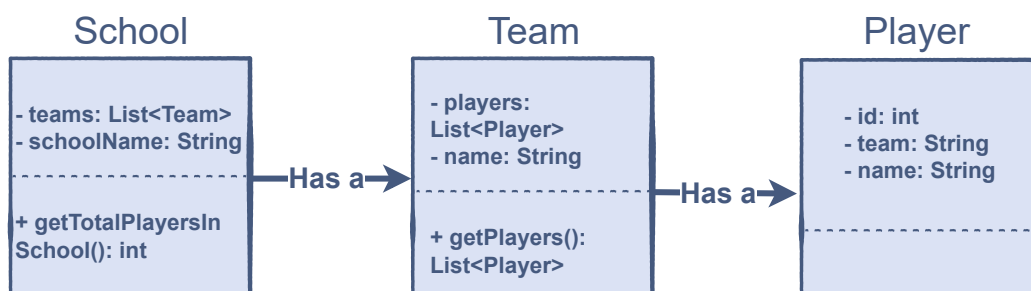 School
- teams: List<Team>
- schoolName: String
+ getTotalPlayersIn
School(): int
Has a
Team
- players:
List<Player>
- name: String
+ getPlayers():
List<Player>
Has a
Player
- id: int
- team: String
- name: String